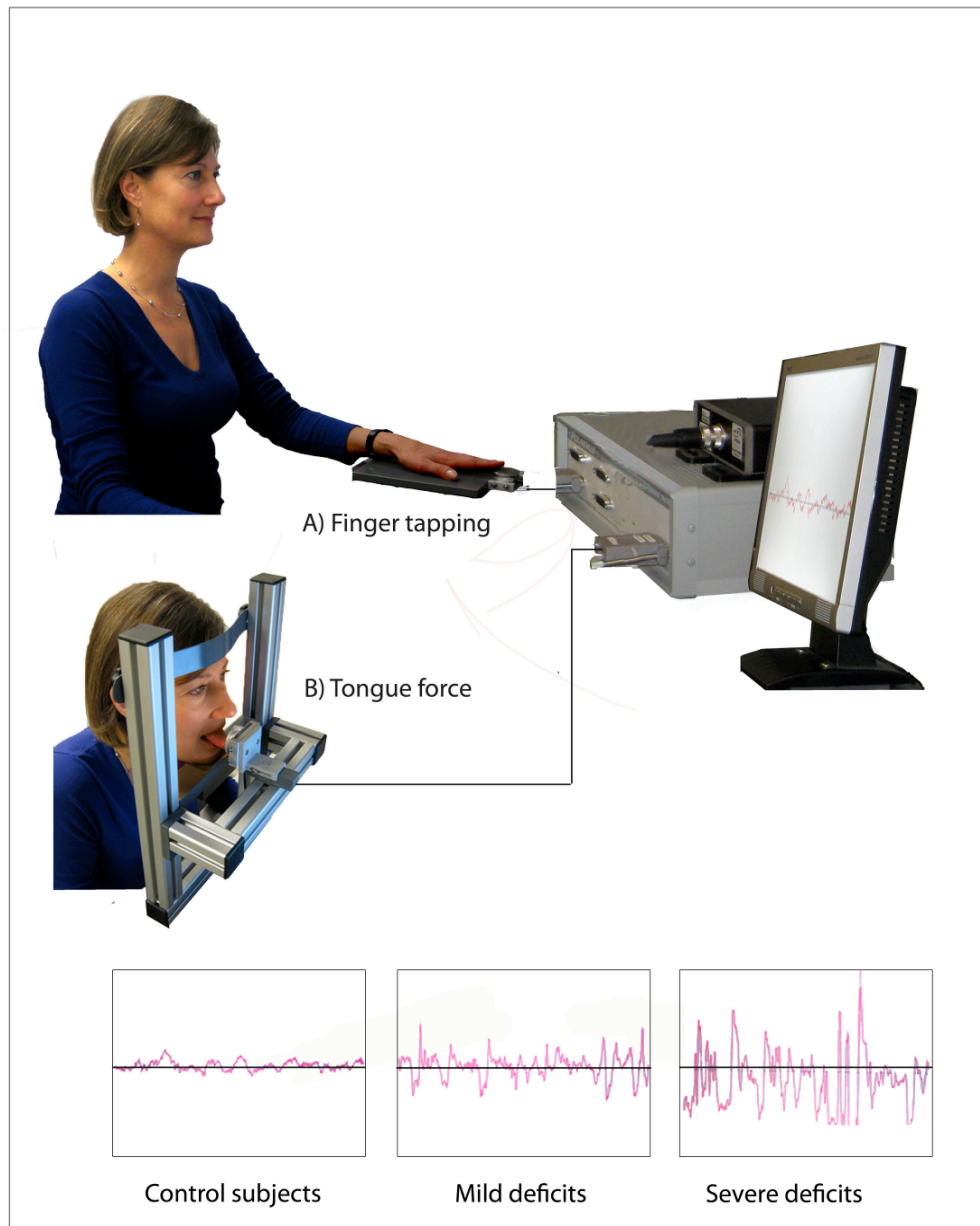 A) Finger tapping
B) Tongue force
Control subjects
Mild deficits
Severe deficits